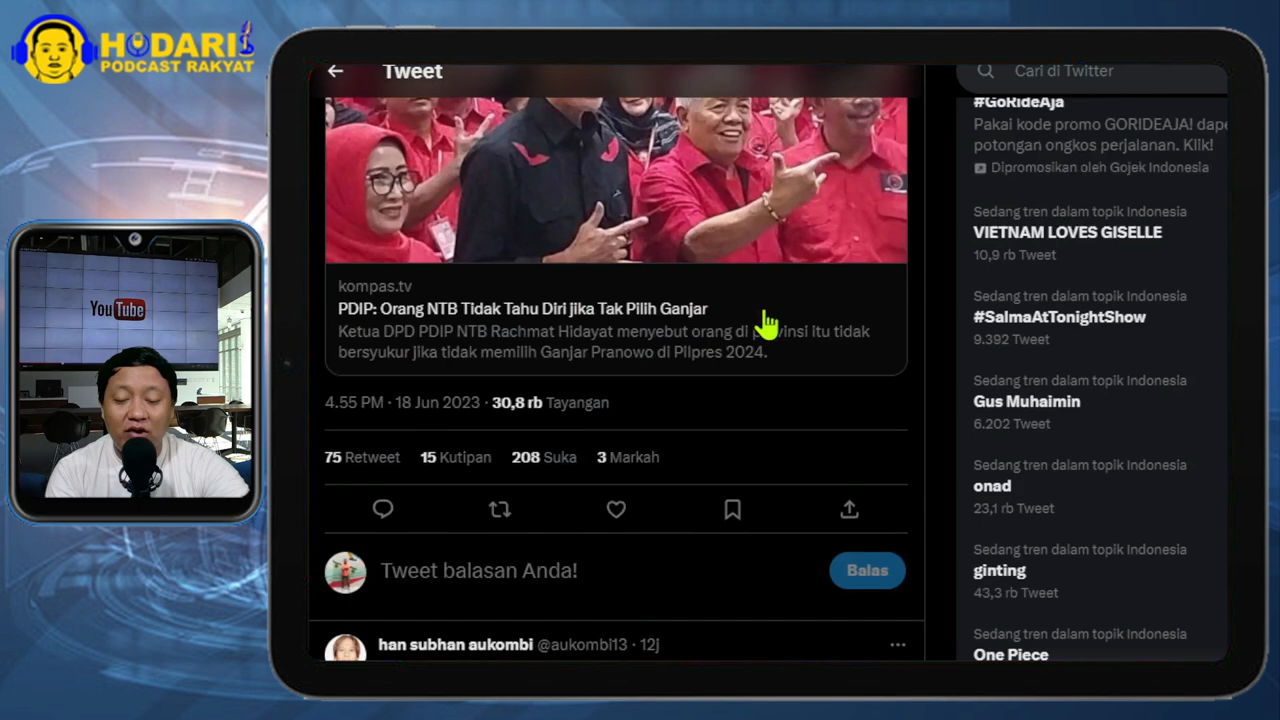 HODARI
PODCAST RAKYAT
YouTube
Tweet
kompas.tv
PDIP: Orang NTB Tidak Tahu Diri jika Tak Pilih Ganjar
Ketua DPD PDIP NTB Rachmat Hidayat menyebut orang di provinsi itu tidak
bersyukur jika tidak memilih Ganjar Pranowo di Pilpres 2024.
4.55 PM · 18 Jun 2023 · 30,8 rb Tayangan
75 Retweet 15 Kutipan 208 Suka 3 Markah
Tweet balasan Anda!
Balas
han subhan aukombi @aukombi13 · 12j
Cari di Twitter
#GoRideAja
Pakai kode promo GORIDEAJA! dape
potongan ongkos perjalanan. Klik!
Dipromosikan oleh Gojek Indonesia
Sedang tren dalam topik Indonesia
VIETNAM LOVES GISELLE
10,9 rb Tweet
Sedang tren dalam topik Indonesia
#SalmaAtTonightShow
9.392 Tweet
Sedang tren dalam topik Indonesia
Gus Muhaimin
6.202 Tweet
Sedang tren dalam topik Indonesia
onad
23,1 rb Tweet
Sedang tren dalam topik Indonesia
ginting
43,3 rb Tweet
Sedang tren dalam topik Indonesia
One Piece